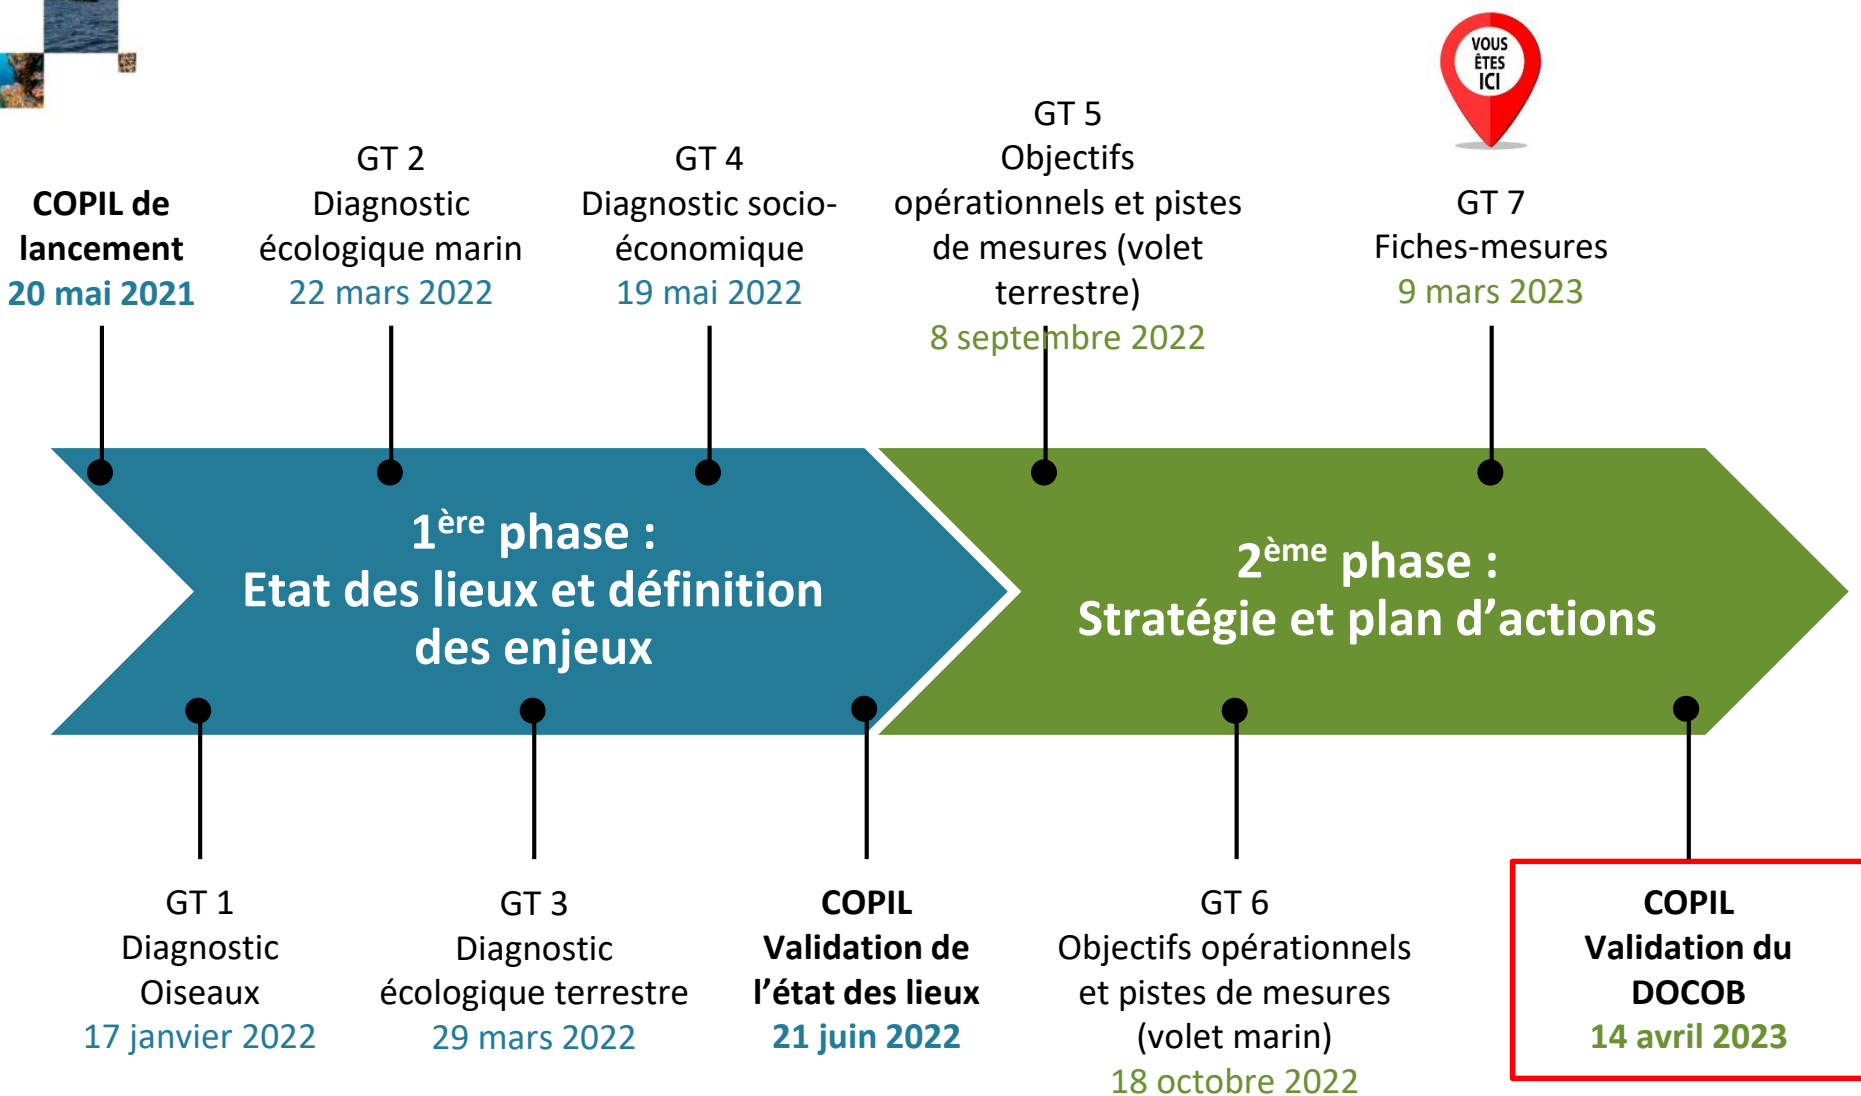 VOUS
ÊTES
ICI
COPIL de
lancement
20 mai 2021
GT 2
Diagnostic
écologique marin
22 mars 2022
GT 4
Diagnostic socio-
économique
19 mai 2022
GT 5
Objectifs
opérationnels et pistes
de mesures (volet
terrestre)
8 septembre 2022
GT 7
Fiches-mesures
9 mars 2023
1ère phase :
Etat des lieux et définition
des enjeux
2ème phase :
Stratégie et plan d’actions
GT 1
Diagnostic
Oiseaux
17 janvier 2022
GT 3
Diagnostic
écologique terrestre
29 mars 2022
COPIL
Validation de
l’état des lieux
21 juin 2022
GT 6
Objectifs opérationnels
et pistes de mesures
(volet marin)
18 octobre 2022
COPIL
Validation du
DOCOB
14 avril 2023